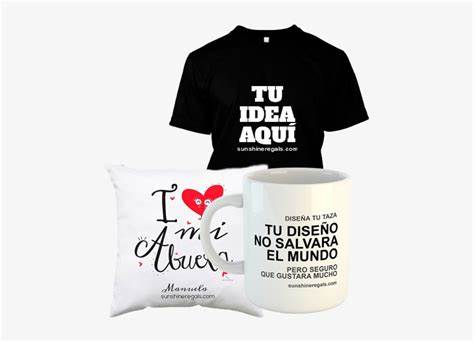 TU
IDEA
AQUÍ
sunshineregals.com
I
mi
Abuela
Manuela
sunshineregals.com
DISEÑA TU TAZA
TU DISEÑO
NO SALVARA
EL MUNDO
PERO SEGURO
QUE GUSTARA MUCHO
sunshineregals.com